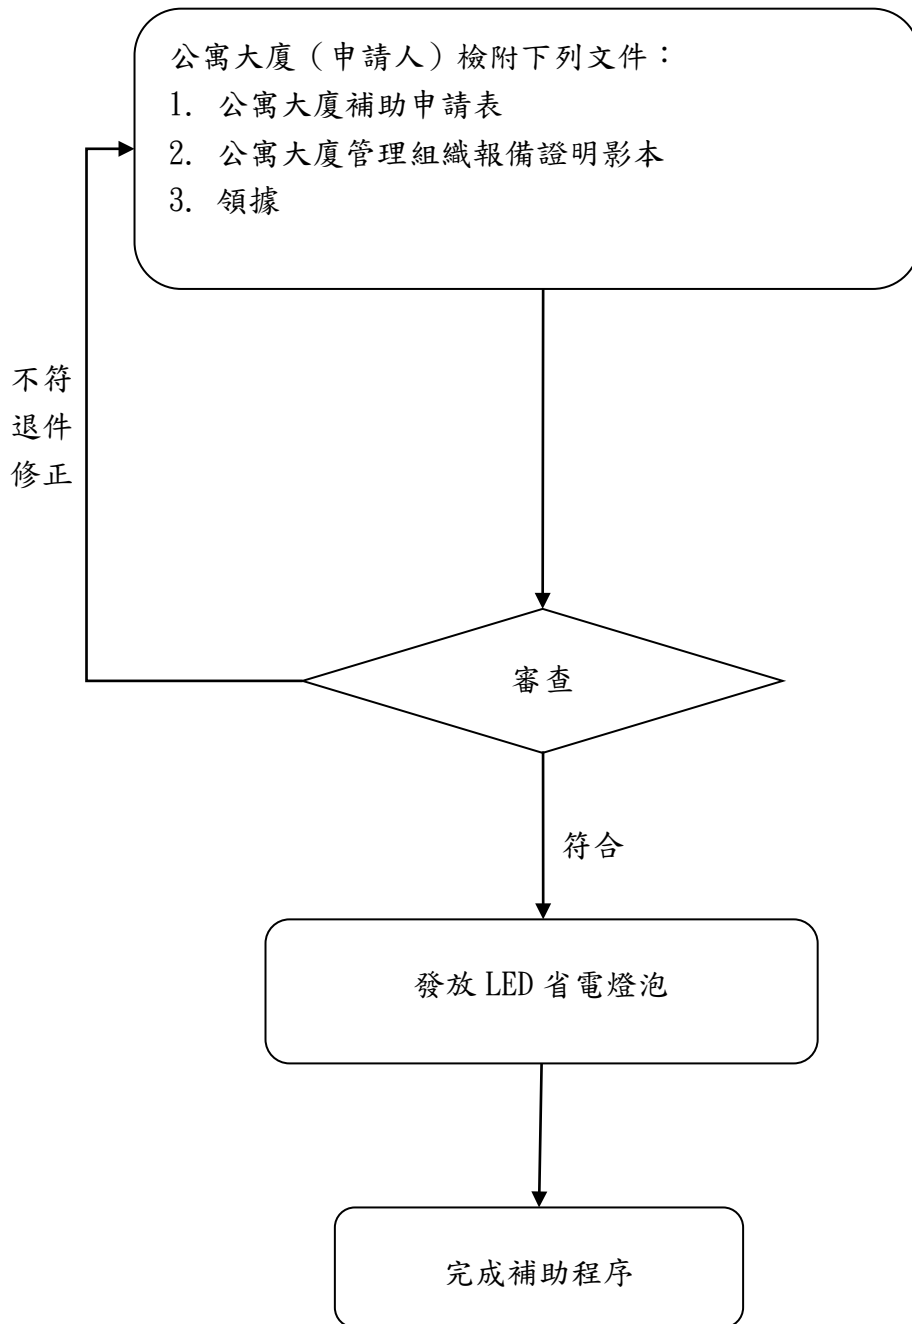 公寓大廈（申請人）檢附下列文件：
1. 公寓大廈補助申請表
2. 公寓大廈管理組織報備證明影本
3. 領據
不符
退件
修正
審查
符合
發放 LED 省電燈泡
完成補助程序